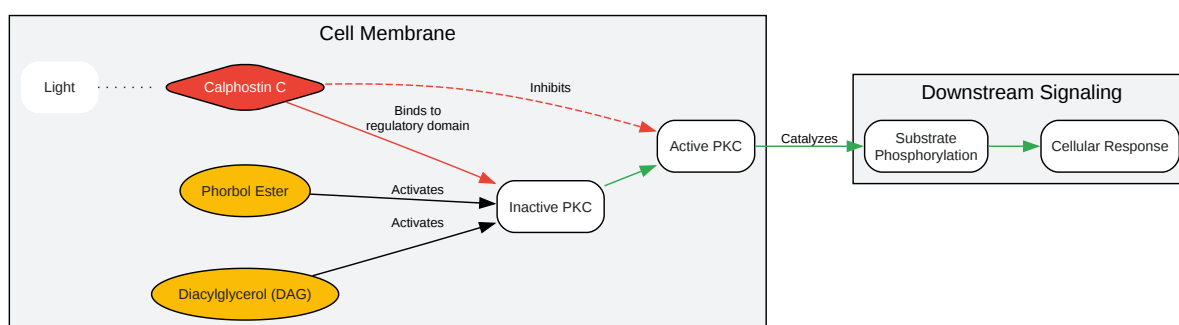 Cell Membrane
Light
Calphostin C
Inhibits
Binds to
regulatory domain
Active PKC
Catalyzes
Downstream Signaling
Substrate
Phosphorylation
Cellular Response
Phorbol Ester
Activates
Inactive PKC
Activates
Diacylglycerol (DAG)